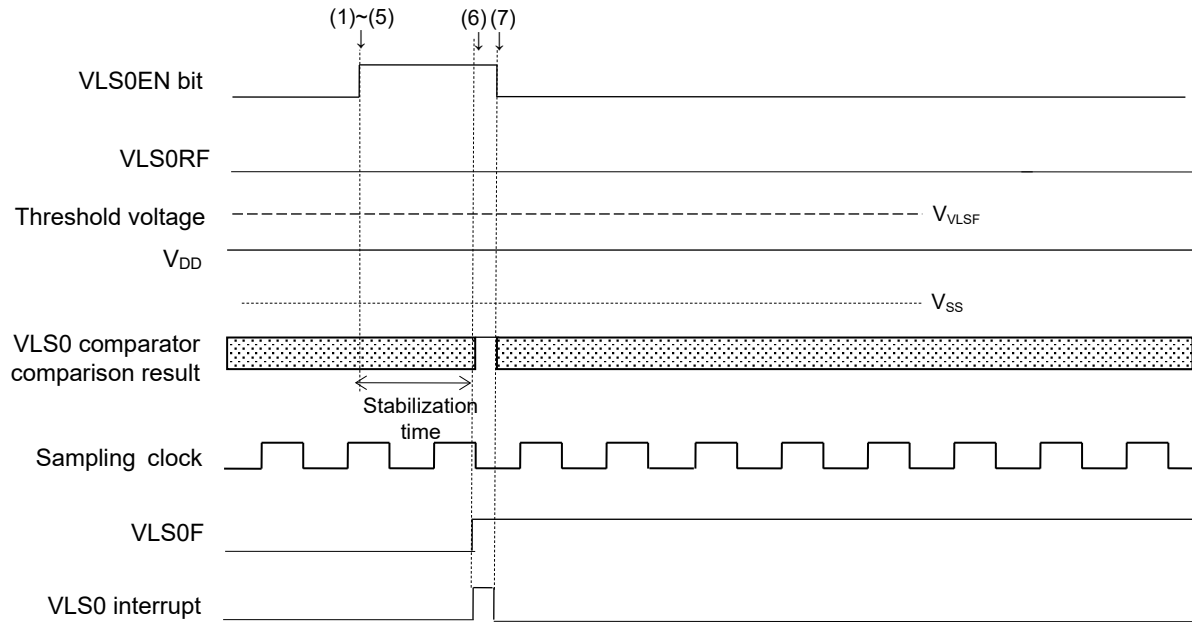 (1)~(5) (6) (7)
VLS0EN bit
VLS0RF
Threshold voltage
VVLSF
VDD
VSS
VLS0 comparator
comparison result
Stabilization
time
Sampling clock
VLS0F
VLS0 interrupt